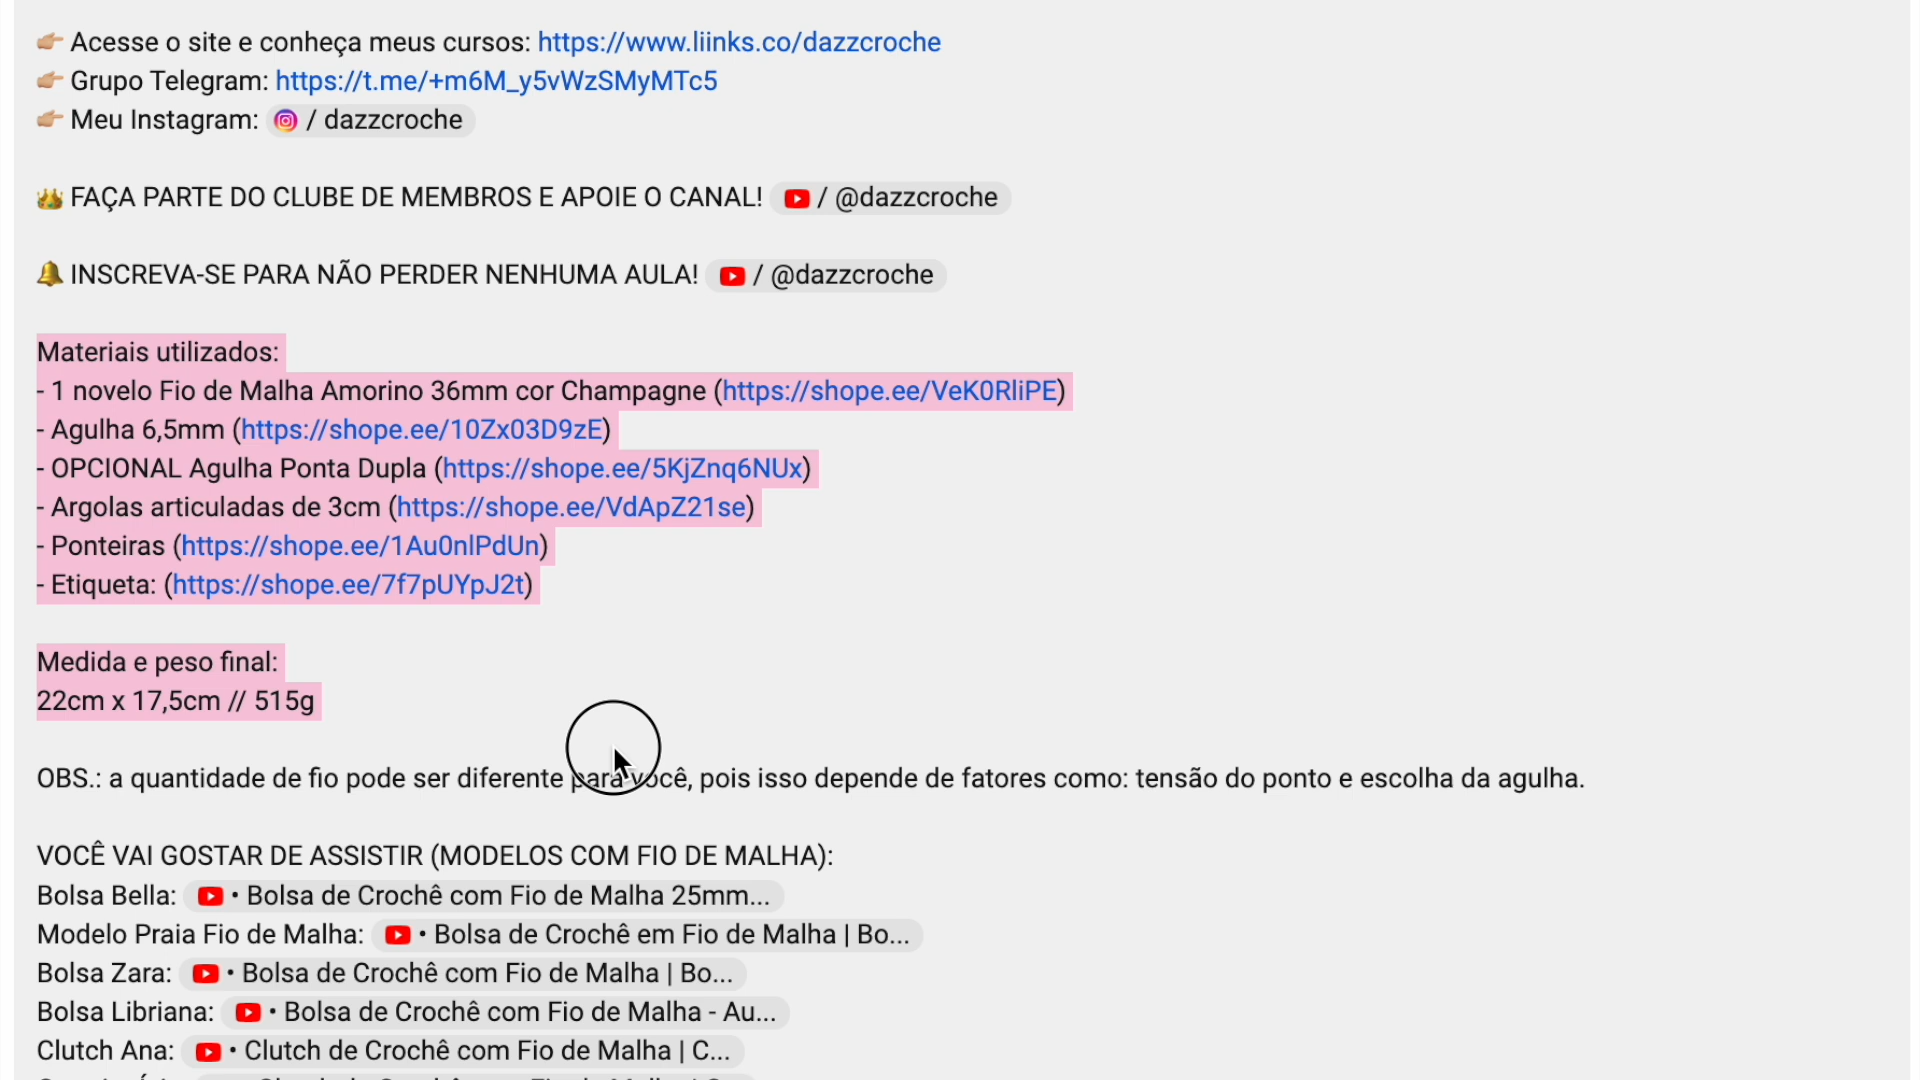 Acesse o site e conheça meus cursos: https://www.liinks.co/dazzcroche
Grupo Telegram: https://t.me/+m6M_y5vWzSMyMTc5
Meu Instagram: / dazzcroche
FAÇA PARTE DO CLUBE DE MEMBROS E APOIE O CANAL! / @dazzcroche
INSCREVA-SE PARA NÃO PERDER NENHUMA AULA! / @dazzcroche
Materiais utilizados:
- 1 novelo Fio de Malha Amorino 36mm cor Champagne (https://shope.ee/VeK0RliPE)
- Agulha 6,5mm (https://shope.ee/10Zx03D9zE)
- OPCIONAL Agulha Ponta Dupla (https://shope.ee/5KjZnq6NUx)
- Argolas articuladas de 3cm (https://shope.ee/VdApZ21se)
- Ponteiras (https://shope.ee/1Au0nlPdUn)
- Etiqueta: (https://shope.ee/7f7pUYpJ2t)
Medida e peso final:
22cm x 17,5cm // 515g
OBS.: a quantidade de fio pode ser diferente para você, pois isso depende de fatores como: tensão do ponto e escolha da agulha.
VOCÊ VAI GOSTAR DE ASSISTIR (MODELOS COM FIO DE MALHA):
Bolsa Bella: • Bolsa de Crochê com Fio de Malha 25mm...
Modelo Praia Fio de Malha: • Bolsa de Crochê em Fio de Malha | Bo...
Bolsa Zara: • Bolsa de Crochê com Fio de Malha | Bo...
Bolsa Libriana: • Bolsa de Crochê com Fio de Malha - Au...
Clutch Ana: • Clutch de Crochê com Fio de Malha | C...